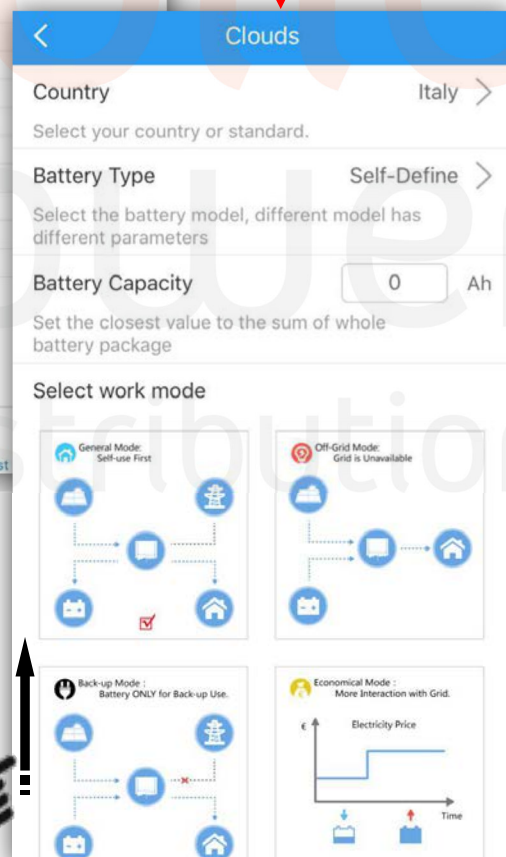 Clouds
Country
Italy
Select your country or standard.
Battery Type
Self-Define
Select the battery model, different model has
different parameters
Battery Capacity
0
Ah
Set the closest value to the sum of whole
battery package
Select work mode
General Mode:
Self-use First
Off-Grid Mode:
Grid is Unavailable
Back-up Mode :
Battery ONLY for Back-up Use.
Economical Mode :
More Interaction with Grid.
€
Electricity Price
Time
st